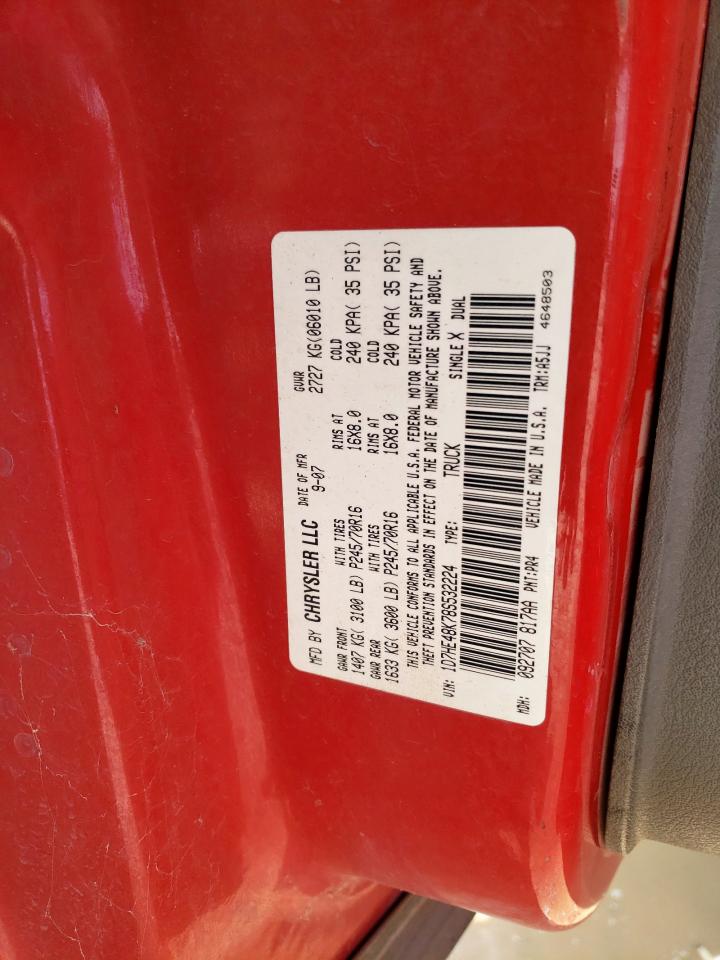 MFD BY CHRYSLER LLC DATE OF MFR 9-07 GVWR 2727 KG(06010 LB)
GAWR FRONT WITH TIRES RIMS AT COLD
1407 KG( 3100 LB) P245/70R16 16X8.0 240 KPA( 35 PSI)
GAWR REAR WITH TIRES RIMS AT COLD
1633 KG( 3600 LB) P245/70R16 16X8.0 240 KPA( 35 PSI)
THIS VEHICLE CONFORMS TO ALL APPLICABLE U.S.A. FEDERAL MOTOR VEHICLE SAFETY AND
THEFT PREVENTION STANDARDS IN EFFECT ON THE DATE OF MANUFACTURE SHOWN ABOVE.
VIN: 1D7HE48K78S532224 TYPE: TRUCK SINGLE X DUAL
MDH: 092707 817AA PNT:PR4 VEHICLE MADE IN U.S.A. TRM:A5JJ 4648503